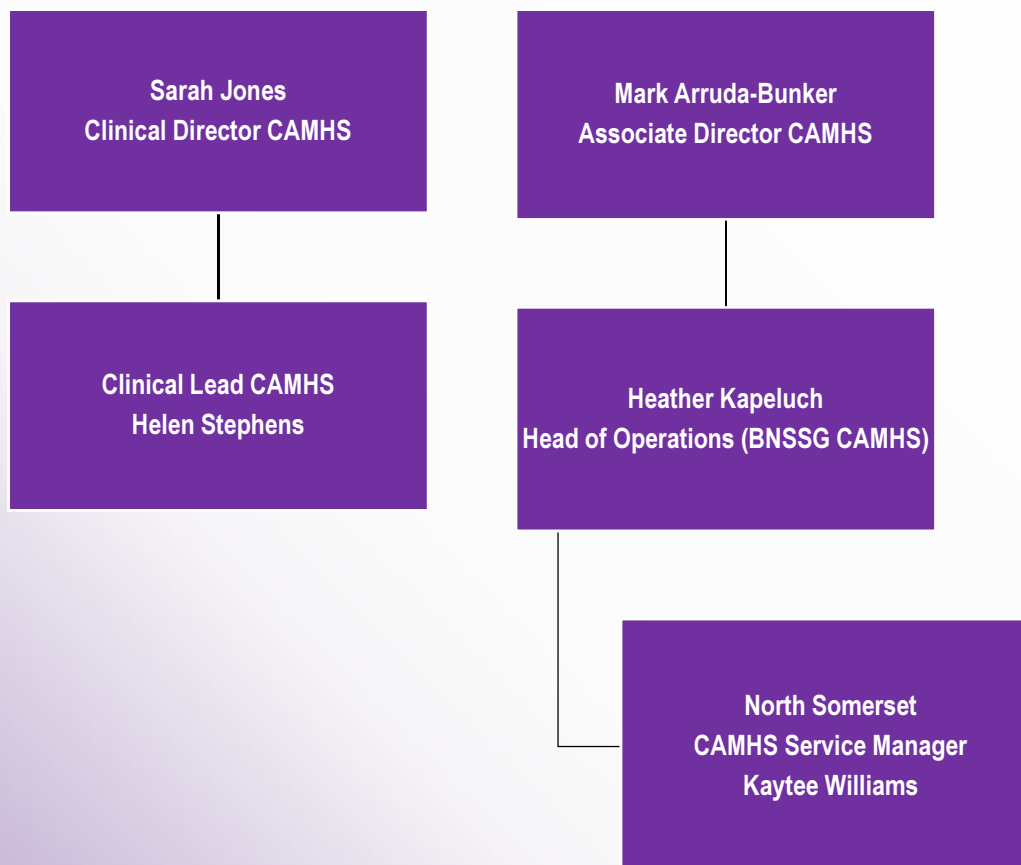 Sarah Jones
Clinical Director CAMHS
Mark Arruda-Bunker
Associate Director CAMHS
Clinical Lead CAMHS
Helen Stephens
Heather Kapeluch
Head of Operations (BNSSG CAMHS)
North Somerset
CAMHS Service Manager
Kaytee Williams